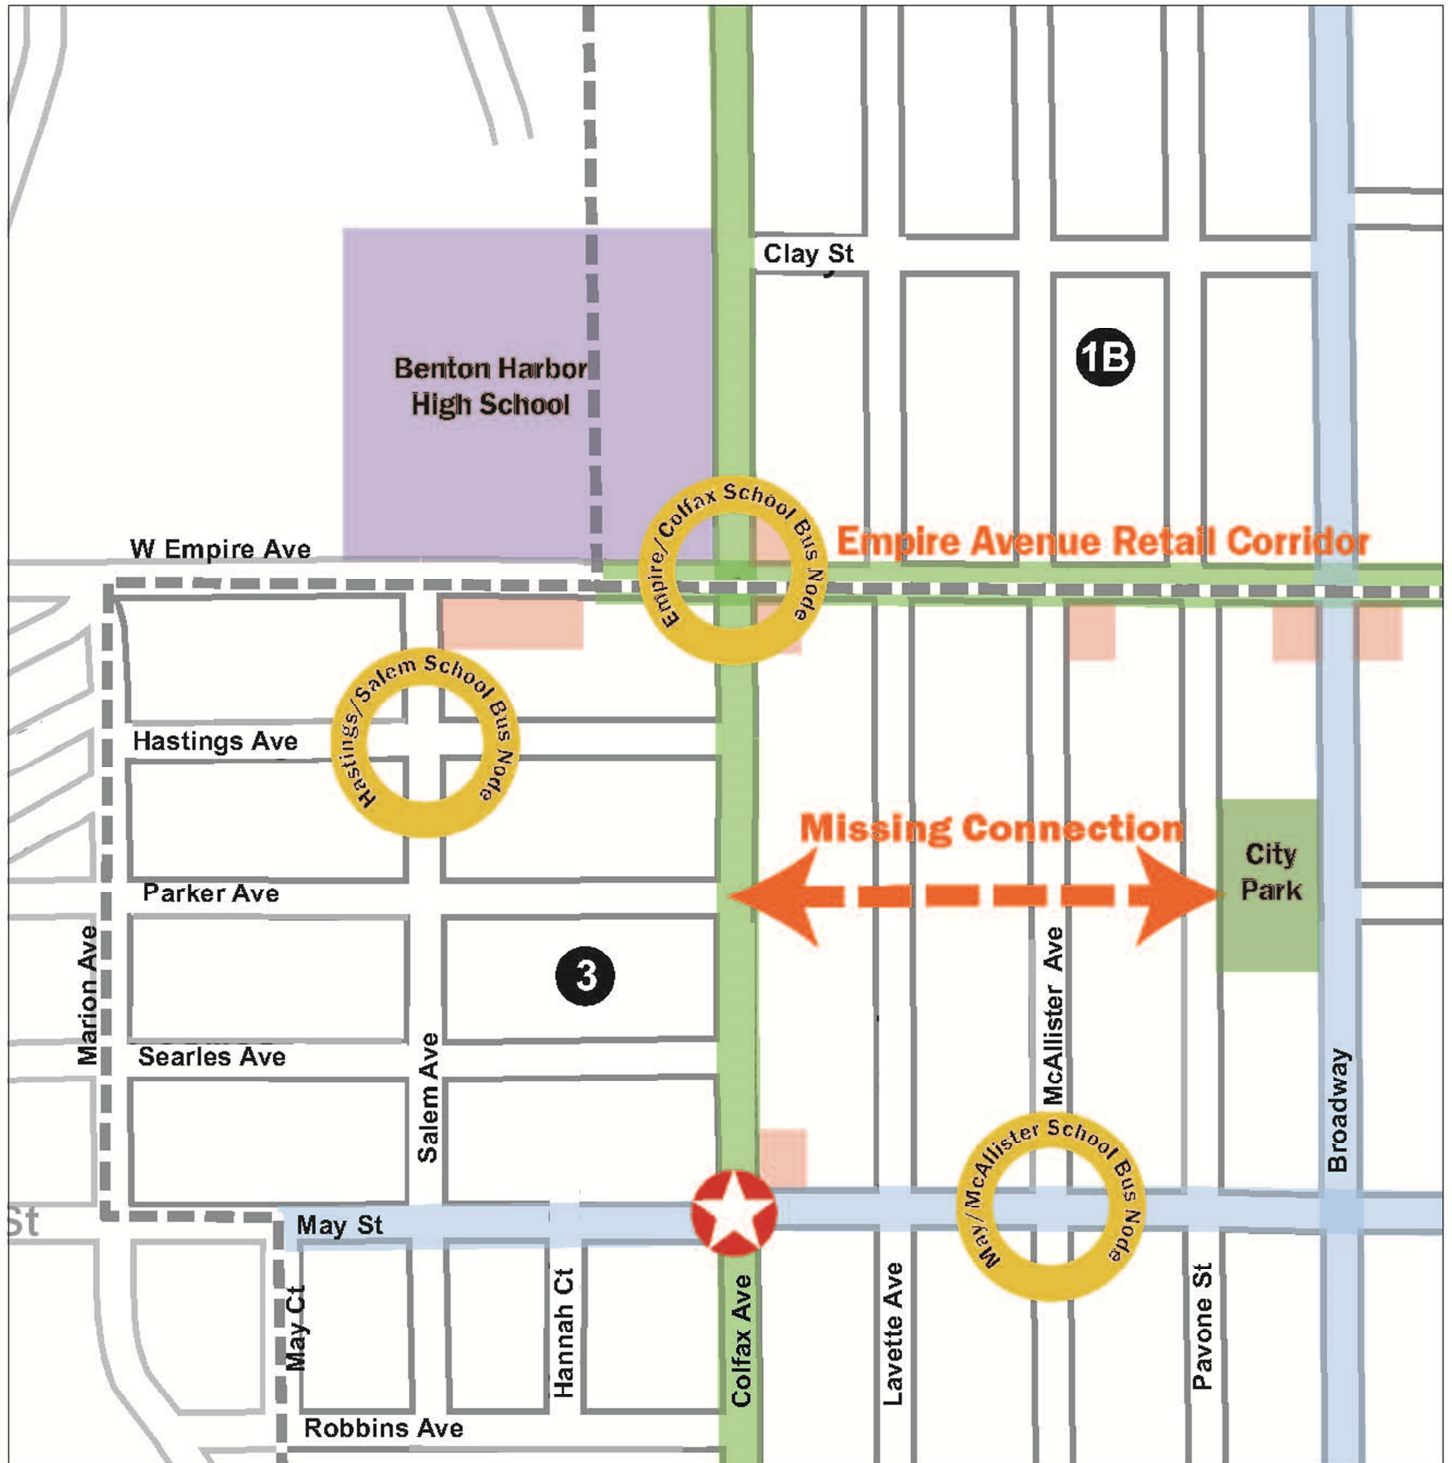 Clay St
1B
Benton Harbor
High School
Empire/Colfax School Bus Node
Empire Avenue Retail Corridor
W Empire Ave
Hastings/Salem School Bus Node
Hastings Ave
Missing Connection
City
Park
Parker Ave
3
Marion Ave
McAllister Ave
Searles Ave
Salem Ave
Broadway
May/McAllister School Bus Node
St
May St
May Ct
Hannah Ct
Colfax Ave
Lavette Ave
Pavone St
Robbins Ave